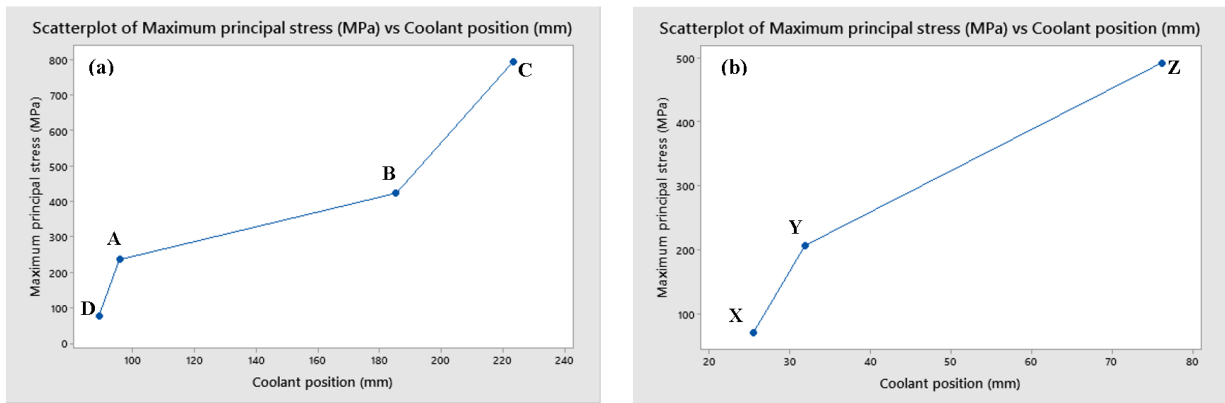 Scatterplot of Maximum principal stress (MPa) vs Coolant position (mm)
(a)
Maximum principal stress (MPa)
800
700
600
500
400
300
200
100
0
D
A
B
C
100 120 140 160 180 200 220 240
Coolant position (mm)
Scatterplot of Maximum principal stress (MPa) vs Coolant position (mm)
(b)
Maximum principal stress (MPa)
500
400
300
200
100
X
Y
Z
20 30 40 50 60 70 80
Coolant position (mm)